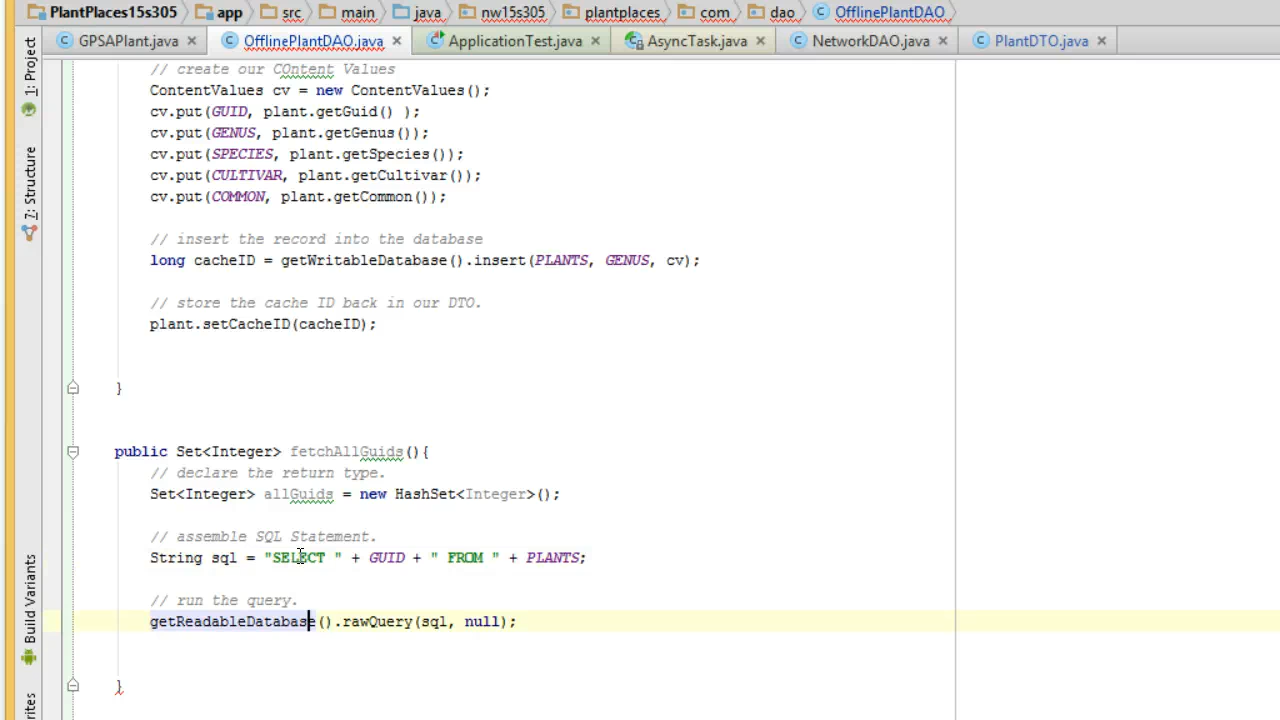 PlantPlaces15s305 app src main java nw15s305 plantplaces com dao OfflinePlantDAO
GPSAPlant.java OfflinePlantDAO.java ApplicationTest.java AsyncTask.java NetworkDAO.java PlantDTO.java
1: Project
7: Structure
Build Variants
// create our COntent Values
ContentValues cv = new ContentValues();
cv.put(GUID, plant.getGuid() );
cv.put(GENUS, plant.getGenus());
cv.put(SPECIES, plant.getSpecies());
cv.put(CULTIVAR, plant.getCultivar());
cv.put(COMMON, plant.getCommon());
// insert the record into the database
long cacheID = getWritableDatabase().insert(PLANTS, GENUS, cv);
// store the cache ID back in our DTO.
plant.setCacheID(cacheID);
}
public Set<Integer> fetchAllGuids(){
// declare the return type.
Set<Integer> allGuids = new HashSet<Integer>();
// assemble SQL Statement.
String sql = "SELECT " + GUID + " FROM " + PLANTS;
// run the query.
getReadableDatabase().rawQuery(sql, null);
}